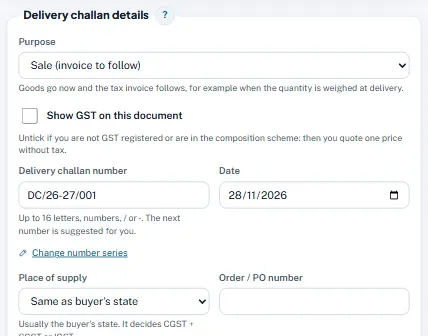 Delivery challan details ?
Purpose
Sale (invoice to follow)
Goods go now and the tax invoice follows, for example when the quantity is weighed at delivery.
Show GST on this document
Untick if you are not GST registered or are in the composition scheme: then you quote one price
without tax.
Delivery challan number
DC/26-27/001
Up to 16 letters, numbers, / or -. The next
number is suggested for you.
Change number series
Date
28/11/2026
Place of supply
Same as buyer's state
Usually the buyer's state. It decides CGST +
Order / PO number